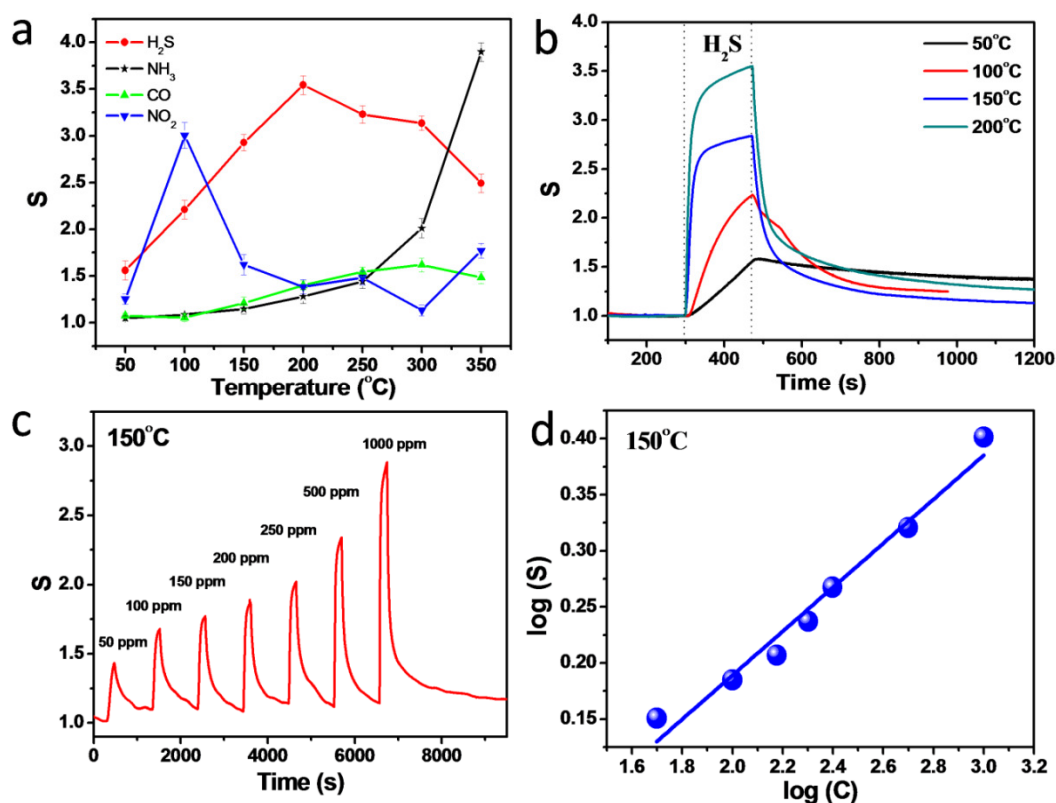 a
H₂S
NH₃
CO
NO₂
S
4.0
3.5
3.0
2.5
2.0
1.5
1.0
50 100 150 200 250 300 350
Temperature (°C)
b
H₂S
50°C
100°C
150°C
200°C
S
4.0
3.5
3.0
2.5
2.0
1.5
1.0
200 400 600 800 1000 1200
Time (s)
c
150°C
S
3.0
2.5
2.0
1.5
1.0
50 ppm
100 ppm
150 ppm
200 ppm
250 ppm
500 ppm
1000 ppm
0 2000 4000 6000 8000
Time (s)
d
150°C
log (S)
0.40
0.35
0.30
0.25
0.20
0.15
1.6 1.8 2.0 2.2 2.4 2.6 2.8 3.0 3.2
log (C)